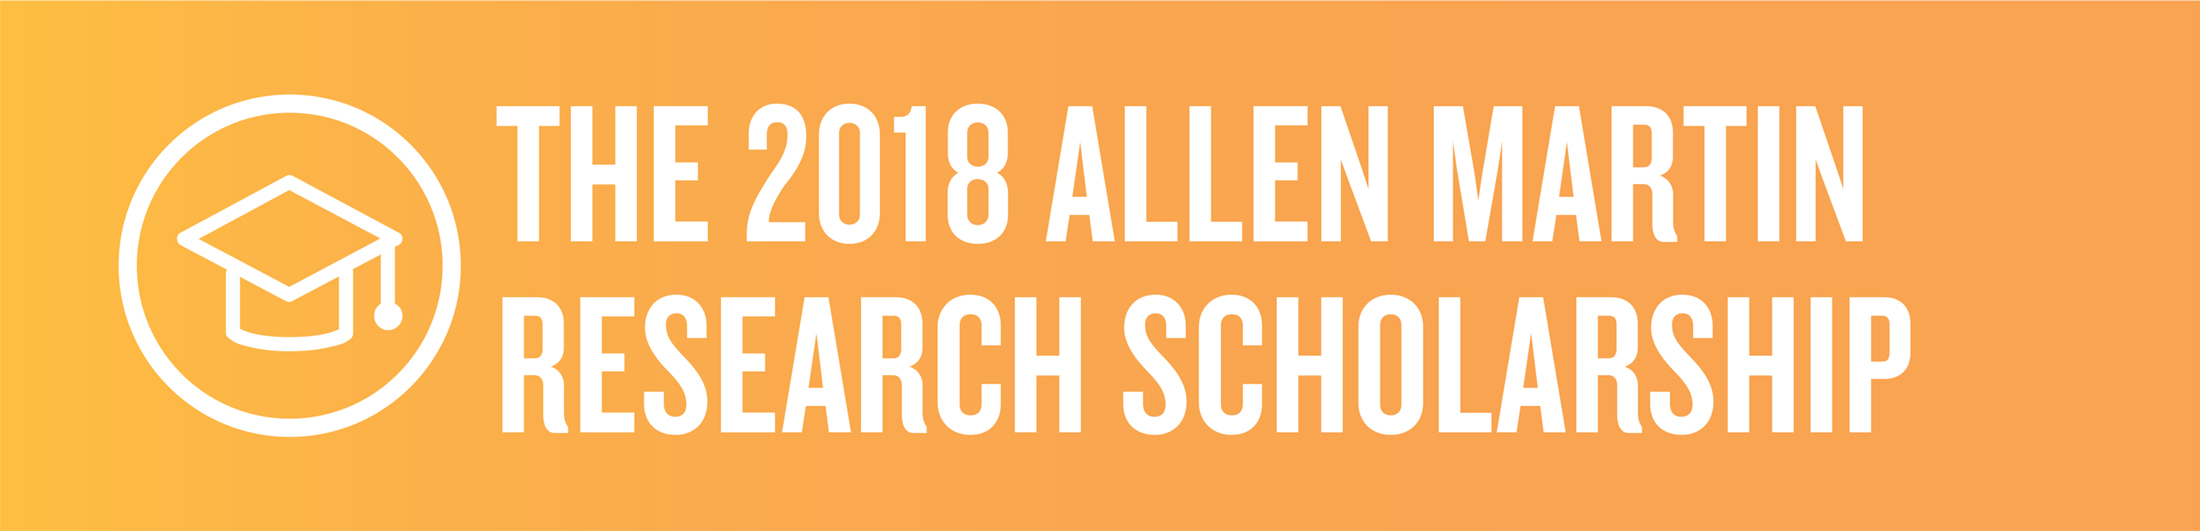 THE 2018 ALLEN MARTIN
RESEARCH SCHOLARSHIP